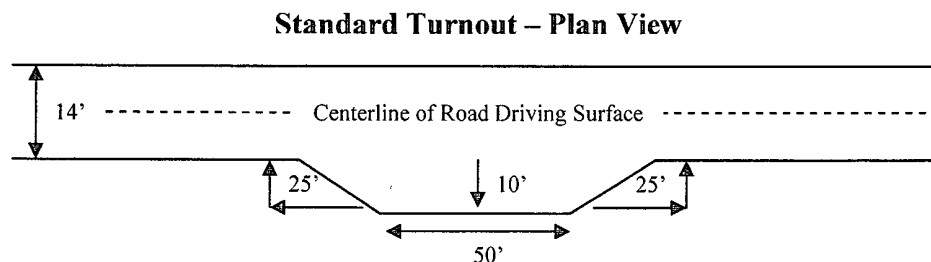 Standard Turnout – Plan View
14’
Centerline of Road Driving Surface
25’
10’
25’
50’